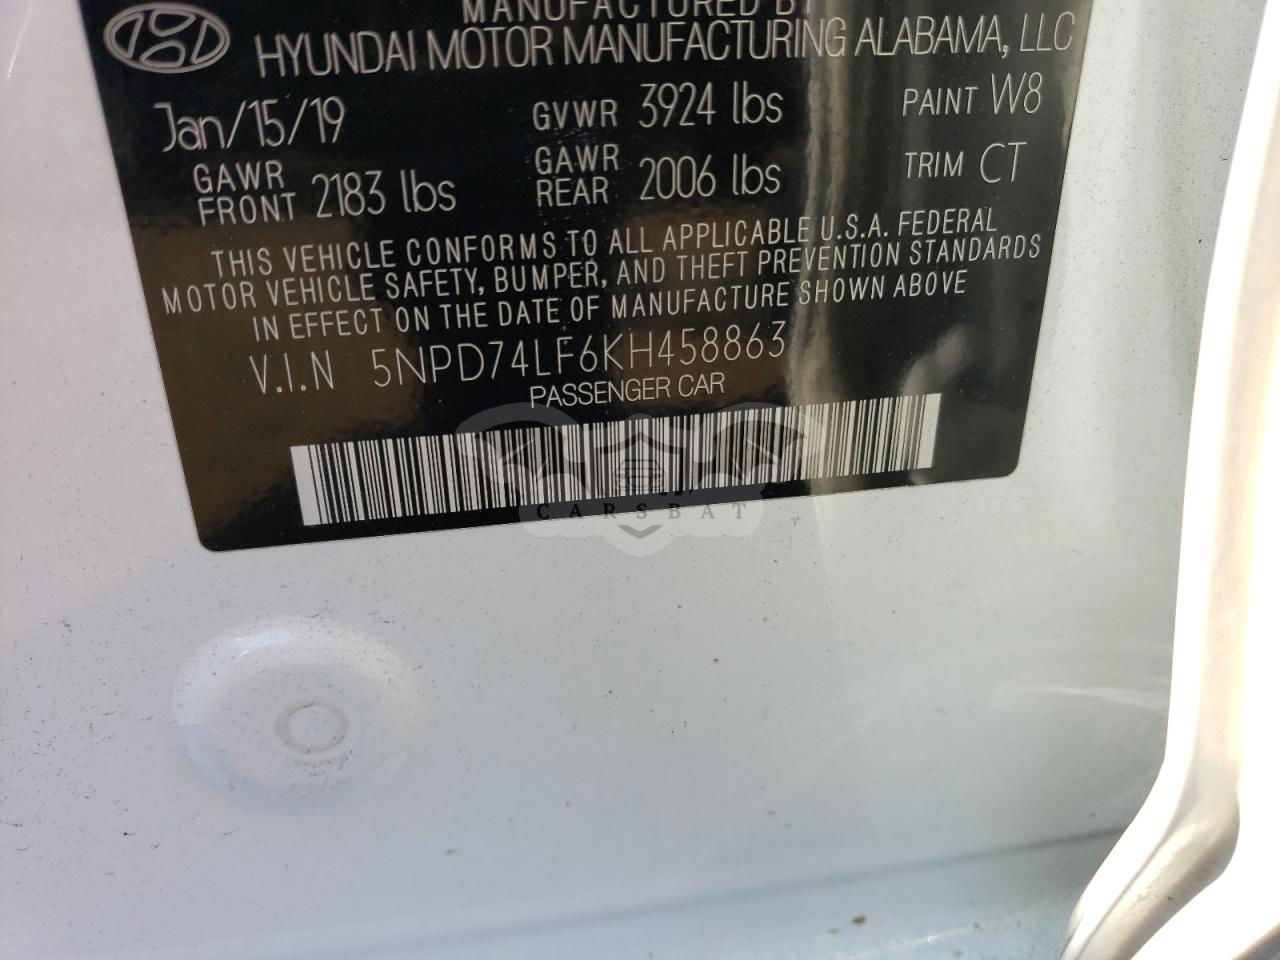 MANUFACTURED BY
HYUNDAI MOTOR MANUFACTURING ALABAMA, LLC
Jan/15/19 GVWR 3924 lbs PAINT W8
GAWR FRONT 2183 lbs GAWR REAR 2006 lbs TRIM CT
THIS VEHICLE CONFORMS TO ALL APPLICABLE U.S.A. FEDERAL
MOTOR VEHICLE SAFETY, BUMPER, AND THEFT PREVENTION STANDARDS
IN EFFECT ON THE DATE OF MANUFACTURE SHOWN ABOVE
V.I.N 5NPD74LF6KH458863
PASSENGER CAR
CARSBAT